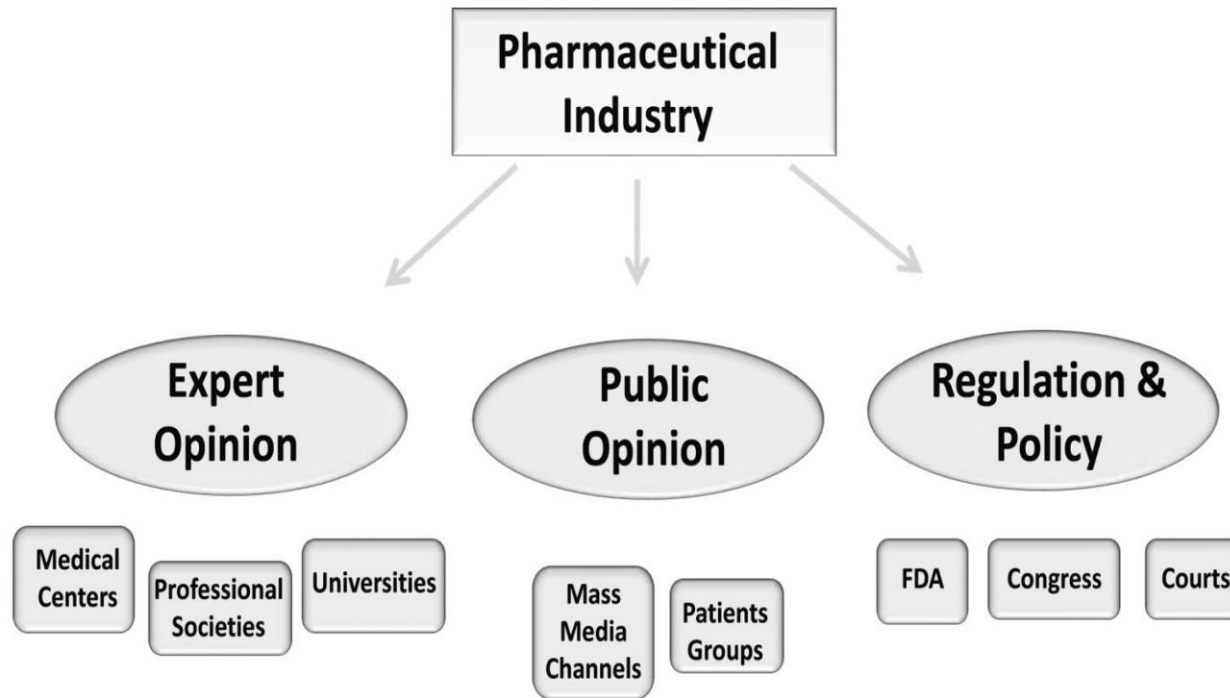 Pharmaceutical
Industry
Expert
Opinion
Public
Opinion
Regulation &
Policy
Medical
Centers
Professional
Societies
Universities
Mass
Media
Channels
Patients
Groups
FDA
Congress
Courts